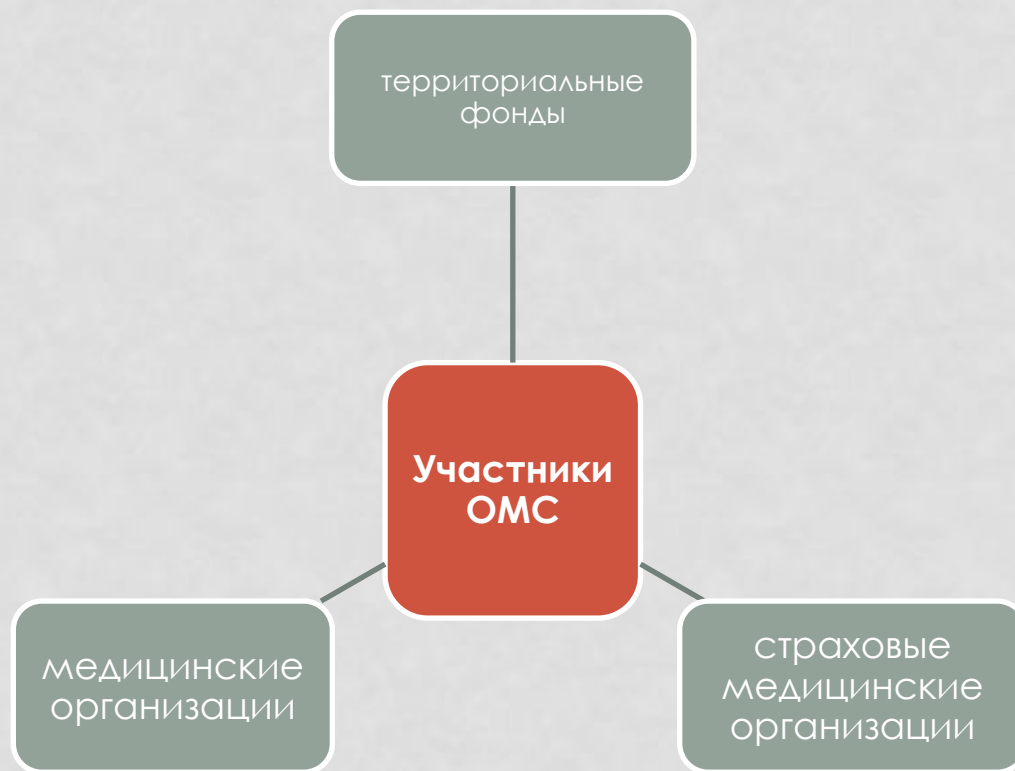 территориальные
фонды
Участники
ОМС
медицинские
организации
страховые
медицинские
организации